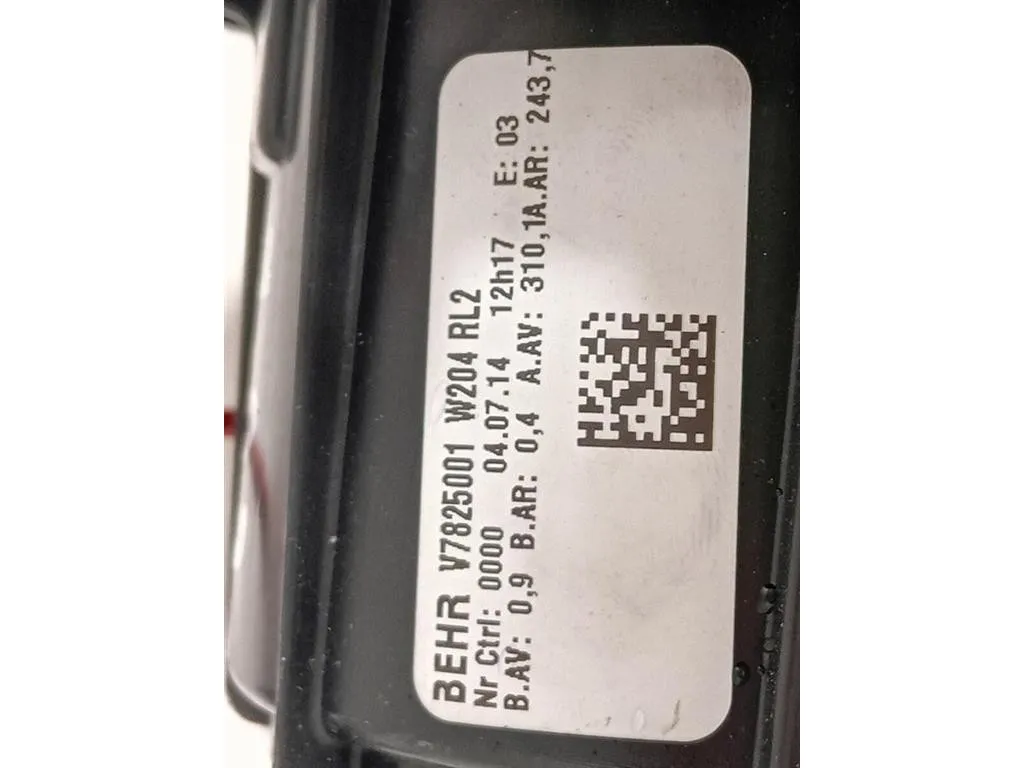 BEHR V7825001 W204 RL2
Nr Ctrl: 0000 04.07.14 12h17 E: 03
B.AV: 0,9 B.AR: 0,4 A.AV: 310,1A.AR: 243,7